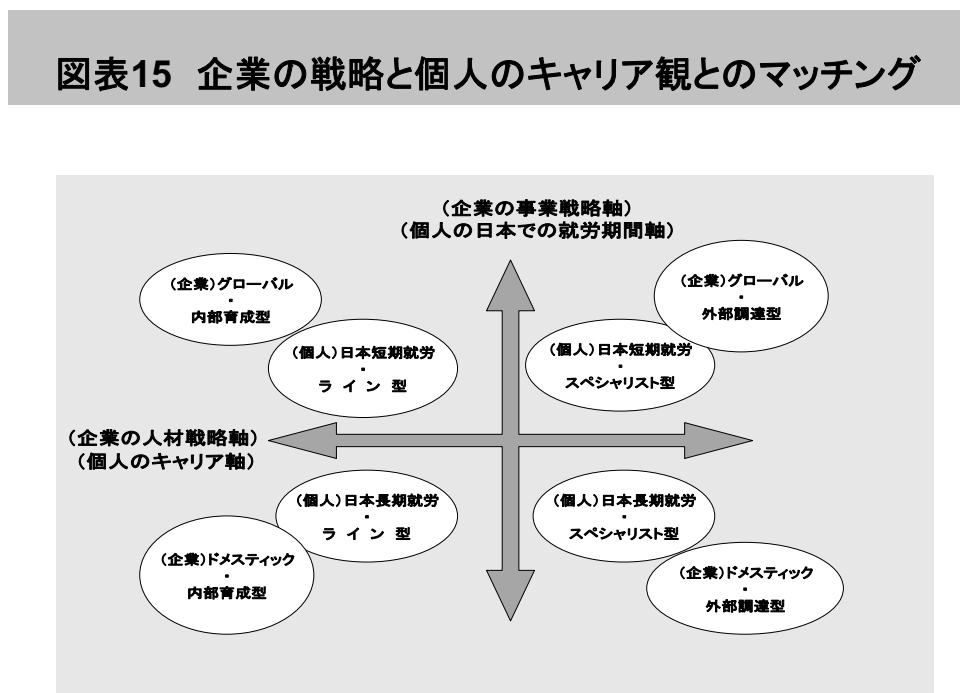 図表15　企業の戦略と個人のキャリア観とのマッチング
（企業の事業戦略軸）
（個人の日本での就労期間軸）
（企業）グローバル
・
内部育成型
（個人）日本短期就労
・
ラ　イ　ン　型
（企業）グローバル
・
外部調達型
（個人）日本短期就労
・
スペシャリスト型
（企業の人材戦略軸）
（個人のキャリア軸）
（個人）日本長期就労
・
ラ　イ　ン　型
（企業）ドメスティック
・
内部育成型
（個人）日本長期就労
・
スペシャリスト型
（企業）ドメスティック
・
外部調達型